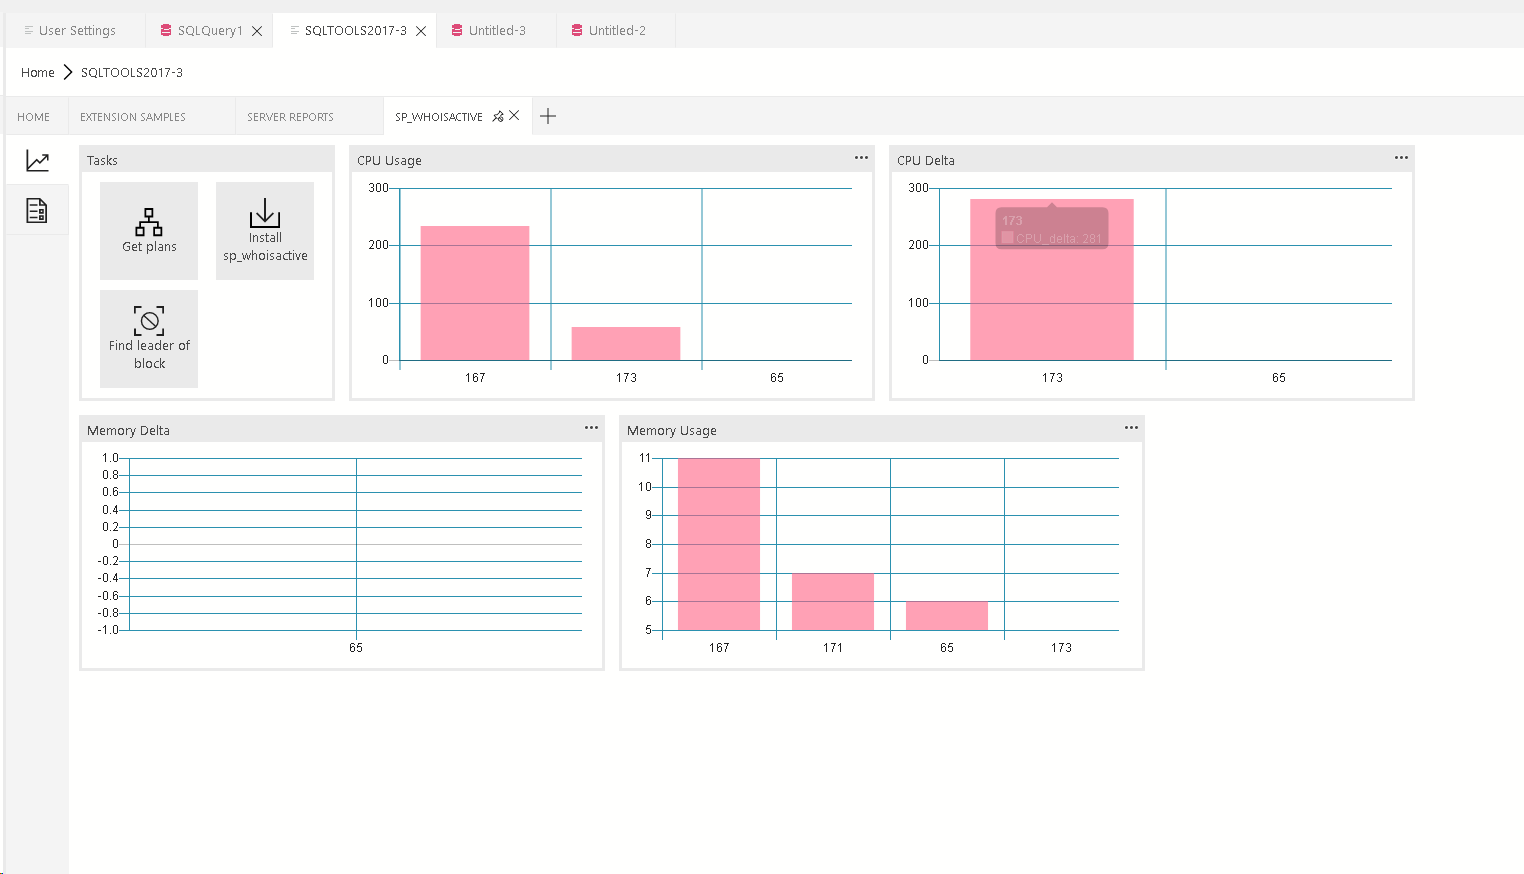 User Settings
SQLQuery1
SQLTOOLS2017-3
Untitled-3
Untitled-2
Home
SQLTOOLS2017-3
HOME
EXTENSION SAMPLES
SERVER REPORTS
SP_WHOISACTIVE
Tasks
Get plans
Install
sp_whoisactive
Find leader of
block
CPU Usage
300
200
100
0
167
173
65
CPU Delta
300
200
100
0
173
CPU_delta: 281
173
65
Memory Delta
1.0
0.8
0.6
0.4
0.2
0
-0.2
-0.4
-0.6
-0.8
-1.0
65
Memory Usage
11
10
9
8
7
6
5
167
171
65
173